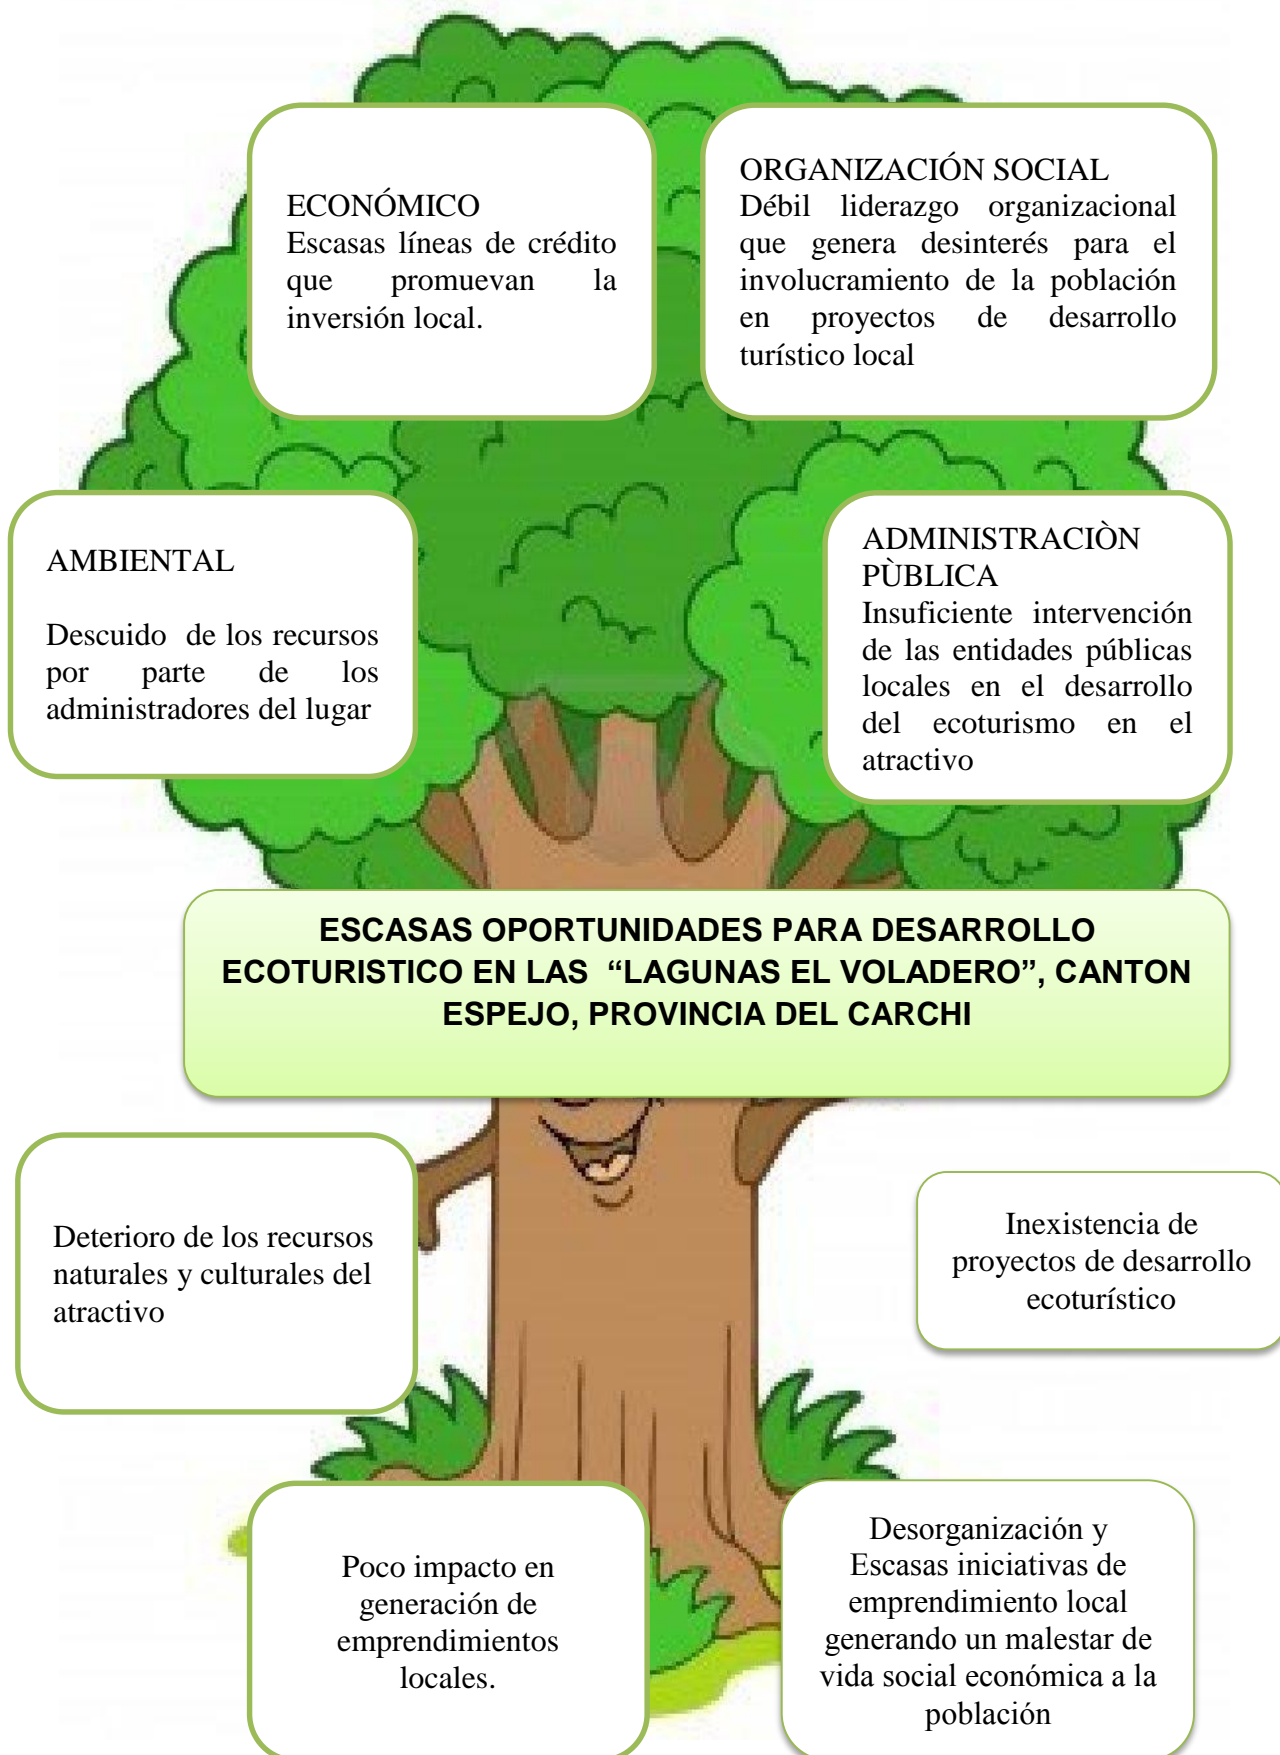 ECONÓMICO
Escasas líneas de crédito
que promuevan la
inversión local.
ORGANIZACIÓN SOCIAL
Débil liderazgo organizacional
que genera desinterés para el
involucramiento de la población
en proyectos de desarrollo
turístico local
AMBIENTAL
Descuido de los recursos
por parte de los
administradores del lugar
ADMINISTRACIÒN
PÙBLICA
Insuficiente intervención
de las entidades públicas
locales en el desarrollo
del ecoturismo en el
atractivo
ESCASAS OPORTUNIDADES PARA DESARROLLO
ECOTURISTICO EN LAS “LAGUNAS EL VOLADERO”, CANTON
ESPEJO, PROVINCIA DEL CARCHI
Deterioro de los recursos
naturales y culturales del
atractivo
Inexistencia de
proyectos de desarrollo
ecoturístico
Poco impacto en
generación de
emprendimientos
locales.
Desorganización y
Escasas iniciativas de
emprendimiento local
generando un malestar de
vida social económica a la
población